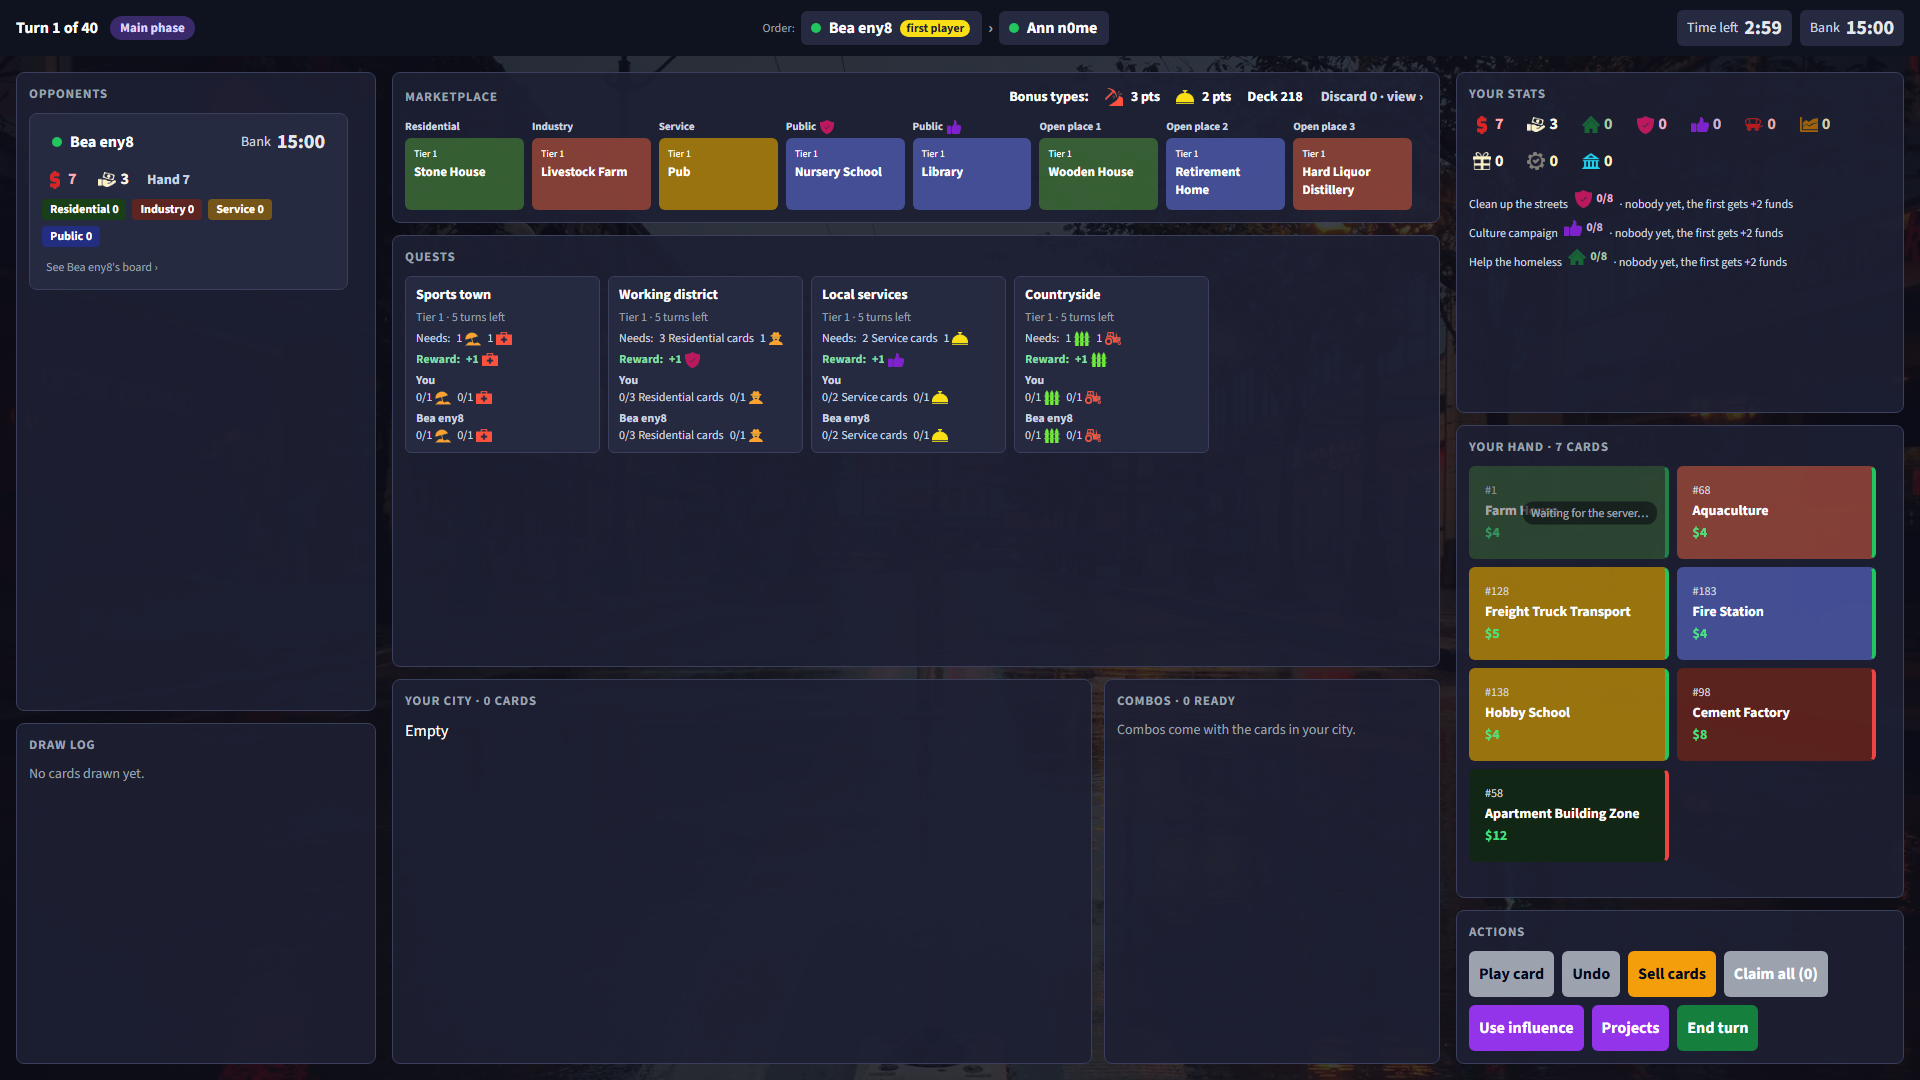 Turn 1 of 40 Main phase
Order: Bea eny8 first player › Ann n0me
Time left 2:59 Bank 15:00
OPPONENTS
Bea eny8 Bank 15:00
7 3 Hand 7
Residential 0 Industry 0 Service 0
Public 0
See Bea eny8's board ›
DRAW LOG
No cards drawn yet.
MARKETPLACE
Bonus types: 3 pts 2 pts Deck 218 Discard 0 · view ›
Residential Industry Service Public Public Open place 1 Open place 2 Open place 3
Tier 1
Stone House
Tier 1
Livestock Farm
Tier 1
Pub
Tier 1
Nursery School
Tier 1
Library
Tier 1
Wooden House
Tier 1
Retirement
Home
Tier 1
Hard Liquor
Distillery
QUESTS
Sports town
Tier 1 · 5 turns left
Needs: 1 1
Reward: +1
You
0/1 0/1
Bea eny8
0/1 0/1
Working district
Tier 1 · 5 turns left
Needs: 3 Residential cards 1
Reward: +1
You
0/3 Residential cards 0/1
Bea eny8
0/3 Residential cards 0/1
Local services
Tier 1 · 5 turns left
Needs: 2 Service cards 1
Reward: +1
You
0/2 Service cards 0/1
Bea eny8
0/2 Service cards 0/1
Countryside
Tier 1 · 5 turns left
Needs: 1 1
Reward: +1
You
0/1 0/1
Bea eny8
0/1 0/1
YOUR CITY · 0 CARDS
Empty
COMBOS · 0 READY
Combos come with the cards in your city.
YOUR STATS
7 3 0 0 0 0 0
0 0 0
Clean up the streets 0/8 · nobody yet, the first gets +2 funds
Culture campaign 0/8 · nobody yet, the first gets +2 funds
Help the homeless 0/8 · nobody yet, the first gets +2 funds
YOUR HAND · 7 CARDS
#1
Farm
Waiting for the server...
$4
#68
Aquaculture
$4
#128
Freight Truck Transport
$5
#183
Fire Station
$4
#138
Hobby School
$4
#98
Cement Factory
$8
#58
Apartment Building Zone
$12
ACTIONS
Play card Undo Sell cards Claim all (0)
Use influence Projects End turn